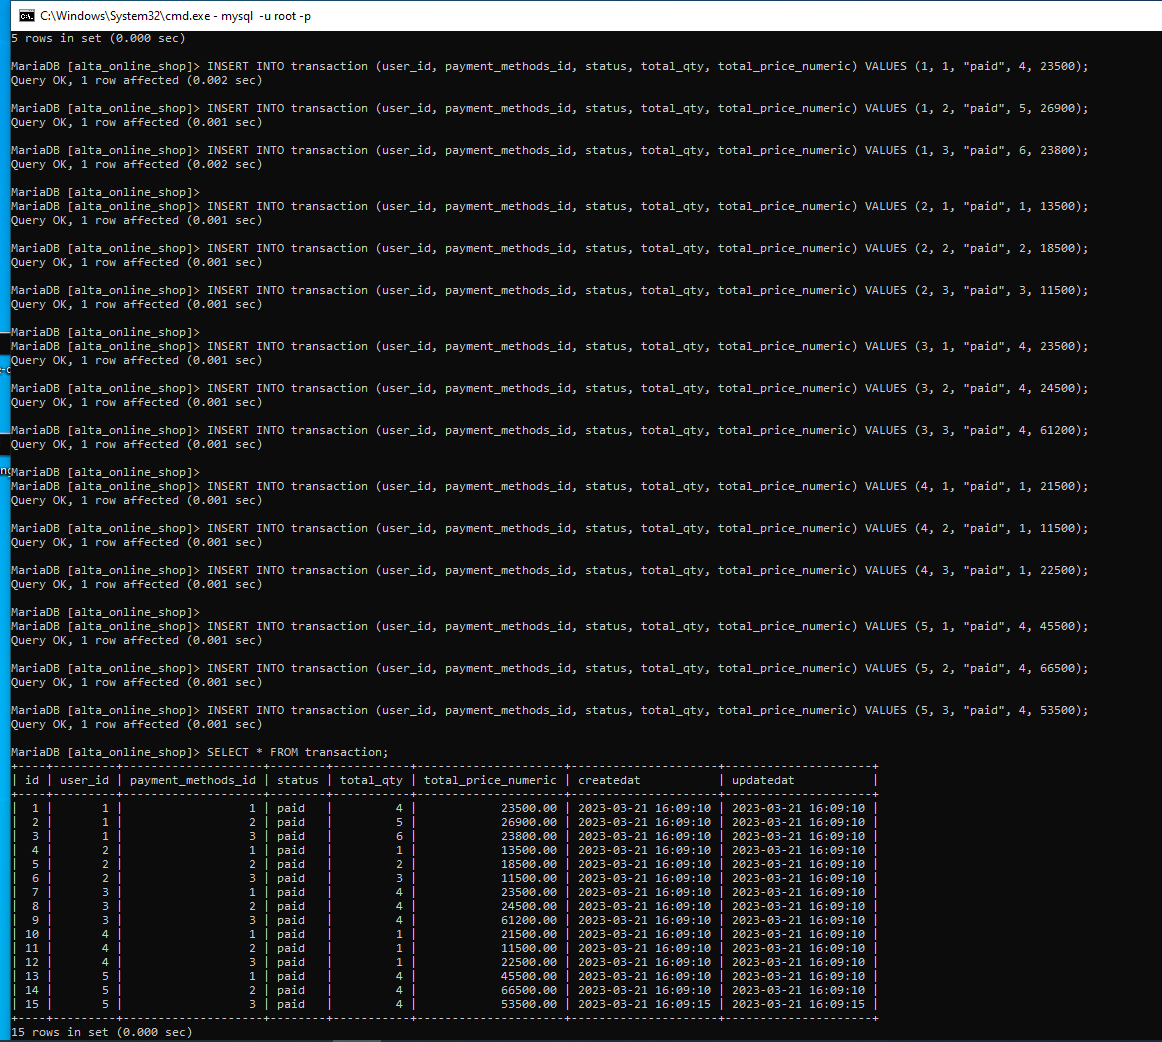 C:\Windows\System32\cmd.exe - mysql  -u root -p
5 rows in set (0.000 sec)
MariaDB [alta_online_shop]> INSERT INTO transaction (user_id, payment_methods_id, status, total_qty, total_price_numeric) VALUES (1, 1, "paid", 4, 23500);
Query OK, 1 row affected (0.002 sec)
MariaDB [alta_online_shop]> INSERT INTO transaction (user_id, payment_methods_id, status, total_qty, total_price_numeric) VALUES (1, 2, "paid", 5, 26900);
Query OK, 1 row affected (0.001 sec)
MariaDB [alta_online_shop]> INSERT INTO transaction (user_id, payment_methods_id, status, total_qty, total_price_numeric) VALUES (1, 3, "paid", 6, 23800);
Query OK, 1 row affected (0.002 sec)
MariaDB [alta_online_shop]>
MariaDB [alta_online_shop]> INSERT INTO transaction (user_id, payment_methods_id, status, total_qty, total_price_numeric) VALUES (2, 1, "paid", 1, 13500);
Query OK, 1 row affected (0.001 sec)
MariaDB [alta_online_shop]> INSERT INTO transaction (user_id, payment_methods_id, status, total_qty, total_price_numeric) VALUES (2, 2, "paid", 2, 18500);
Query OK, 1 row affected (0.001 sec)
MariaDB [alta_online_shop]> INSERT INTO transaction (user_id, payment_methods_id, status, total_qty, total_price_numeric) VALUES (2, 3, "paid", 3, 11500);
Query OK, 1 row affected (0.001 sec)
MariaDB [alta_online_shop]>
MariaDB [alta_online_shop]> INSERT INTO transaction (user_id, payment_methods_id, status, total_qty, total_price_numeric) VALUES (3, 1, "paid", 4, 23500);
Query OK, 1 row affected (0.001 sec)
MariaDB [alta_online_shop]> INSERT INTO transaction (user_id, payment_methods_id, status, total_qty, total_price_numeric) VALUES (3, 2, "paid", 4, 24500);
Query OK, 1 row affected (0.001 sec)
MariaDB [alta_online_shop]> INSERT INTO transaction (user_id, payment_methods_id, status, total_qty, total_price_numeric) VALUES (3, 3, "paid", 4, 61200);
Query OK, 1 row affected (0.001 sec)
MariaDB [alta_online_shop]>
MariaDB [alta_online_shop]> INSERT INTO transaction (user_id, payment_methods_id, status, total_qty, total_price_numeric) VALUES (4, 1, "paid", 1, 21500);
Query OK, 1 row affected (0.001 sec)
MariaDB [alta_online_shop]> INSERT INTO transaction (user_id, payment_methods_id, status, total_qty, total_price_numeric) VALUES (4, 2, "paid", 1, 11500);
Query OK, 1 row affected (0.001 sec)
MariaDB [alta_online_shop]> INSERT INTO transaction (user_id, payment_methods_id, status, total_qty, total_price_numeric) VALUES (4, 3, "paid", 1, 22500);
Query OK, 1 row affected (0.001 sec)
MariaDB [alta_online_shop]>
MariaDB [alta_online_shop]> INSERT INTO transaction (user_id, payment_methods_id, status, total_qty, total_price_numeric) VALUES (5, 1, "paid", 4, 45500);
Query OK, 1 row affected (0.001 sec)
MariaDB [alta_online_shop]> INSERT INTO transaction (user_id, payment_methods_id, status, total_qty, total_price_numeric) VALUES (5, 2, "paid", 4, 66500);
Query OK, 1 row affected (0.001 sec)
MariaDB [alta_online_shop]> INSERT INTO transaction (user_id, payment_methods_id, status, total_qty, total_price_numeric) VALUES (5, 3, "paid", 4, 53500);
Query OK, 1 row affected (0.001 sec)
MariaDB [alta_online_shop]> SELECT * FROM transaction;
| id | user_id | payment_methods_id | status | total_qty | total_price_numeric | createdat | updatedat |
| 1 | 1 | 1 | paid | 4 | 23500.00 | 2023-03-21 16:09:10 | 2023-03-21 16:09:10 |
| 2 | 1 | 2 | paid | 5 | 26900.00 | 2023-03-21 16:09:10 | 2023-03-21 16:09:10 |
| 3 | 1 | 3 | paid | 6 | 23800.00 | 2023-03-21 16:09:10 | 2023-03-21 16:09:10 |
| 4 | 2 | 1 | paid | 1 | 13500.00 | 2023-03-21 16:09:10 | 2023-03-21 16:09:10 |
| 5 | 2 | 2 | paid | 2 | 18500.00 | 2023-03-21 16:09:10 | 2023-03-21 16:09:10 |
| 6 | 2 | 3 | paid | 3 | 11500.00 | 2023-03-21 16:09:10 | 2023-03-21 16:09:10 |
| 7 | 3 | 1 | paid | 4 | 23500.00 | 2023-03-21 16:09:10 | 2023-03-21 16:09:10 |
| 8 | 3 | 2 | paid | 4 | 24500.00 | 2023-03-21 16:09:10 | 2023-03-21 16:09:10 |
| 9 | 3 | 3 | paid | 4 | 61200.00 | 2023-03-21 16:09:10 | 2023-03-21 16:09:10 |
| 10 | 4 | 1 | paid | 1 | 21500.00 | 2023-03-21 16:09:10 | 2023-03-21 16:09:10 |
| 11 | 4 | 2 | paid | 1 | 11500.00 | 2023-03-21 16:09:10 | 2023-03-21 16:09:10 |
| 12 | 4 | 3 | paid | 1 | 22500.00 | 2023-03-21 16:09:10 | 2023-03-21 16:09:10 |
| 13 | 5 | 1 | paid | 4 | 45500.00 | 2023-03-21 16:09:10 | 2023-03-21 16:09:10 |
| 14 | 5 | 2 | paid | 4 | 66500.00 | 2023-03-21 16:09:10 | 2023-03-21 16:09:10 |
| 15 | 5 | 3 | paid | 4 | 53500.00 | 2023-03-21 16:09:15 | 2023-03-21 16:09:15 |
15 rows in set (0.000 sec)